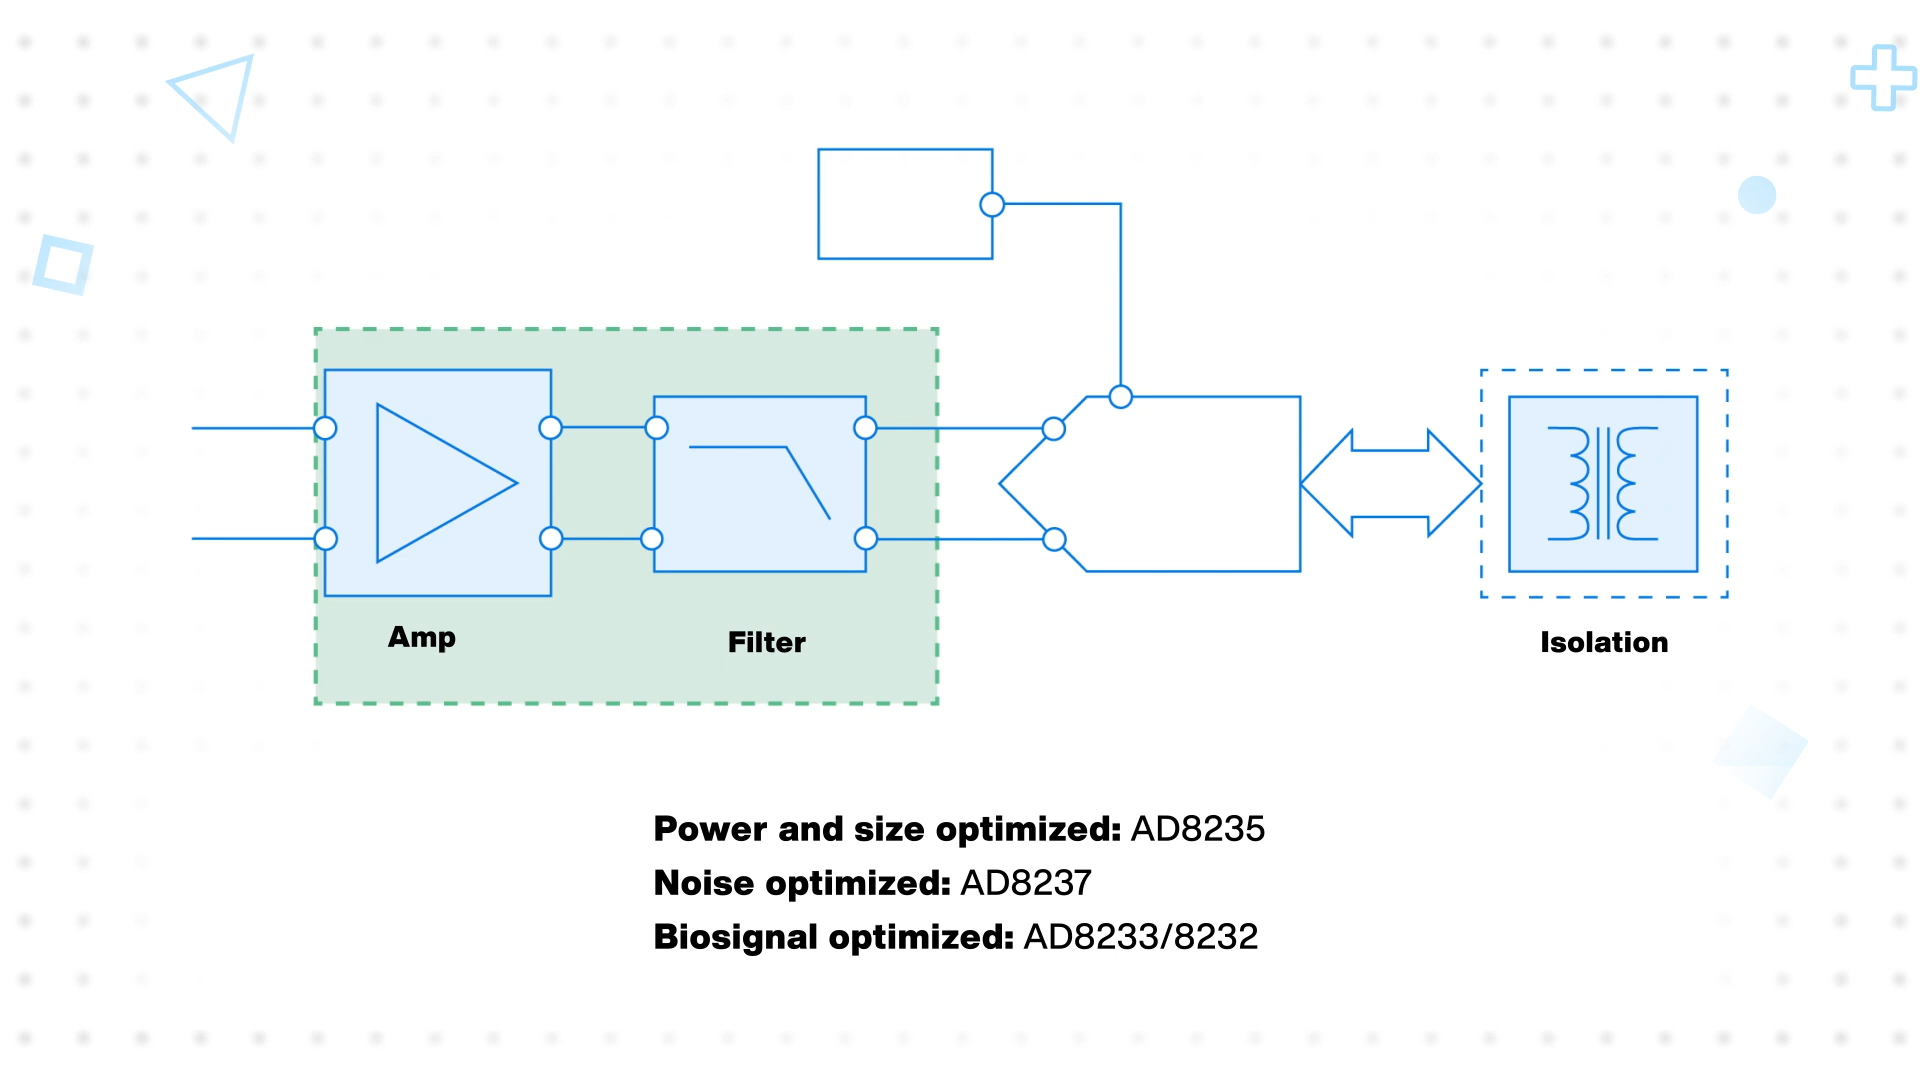 Amp
Filter
Isolation
Power and size optimized: AD8235
Noise optimized: AD8237
Biosignal optimized: AD8233/8232